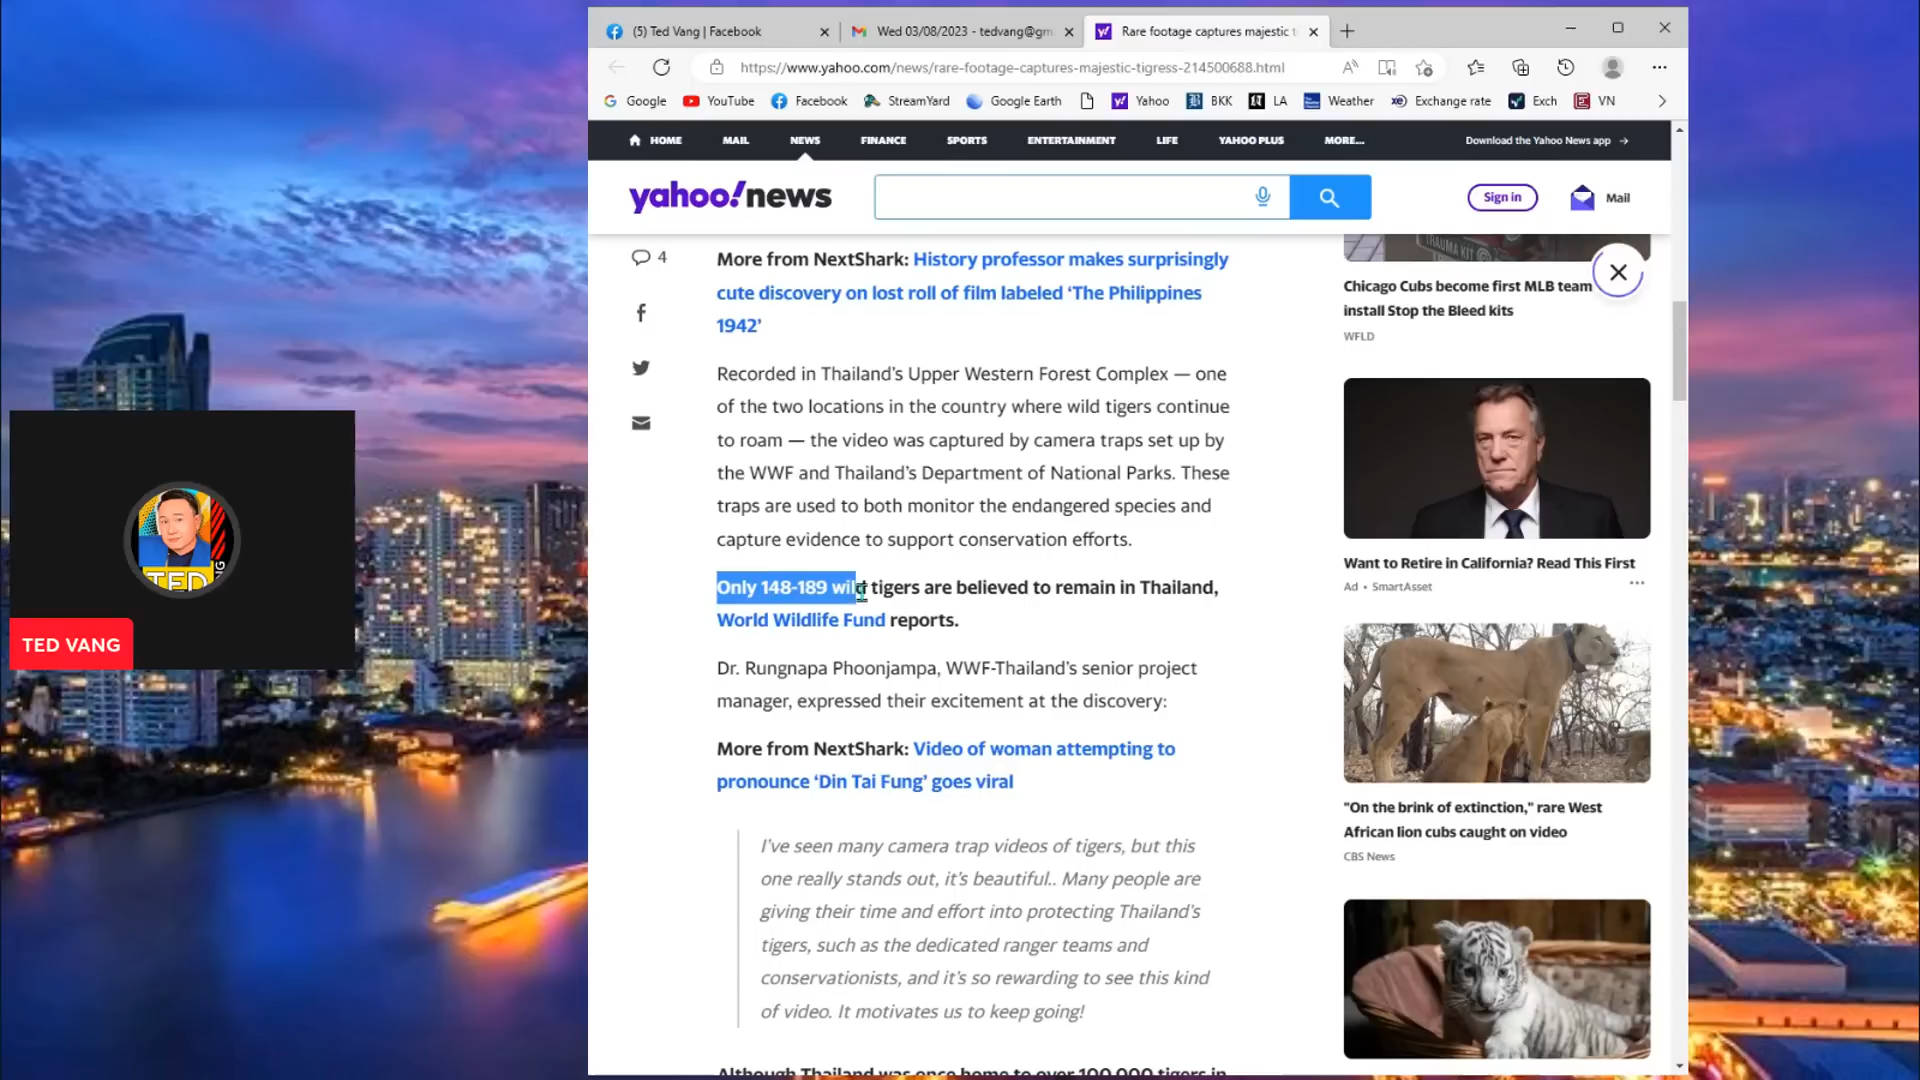 (5) Ted Vang | Facebook
Wed 03/08/2023 - tedvang@gm
Rare footage captures majestic t
https://www.yahoo.com/news/rare-footage-captures-majestic-tigress-214500688.html
Google YouTube Facebook StreamYard Google Earth Yahoo BKK LA Weather Exchange rate Exch VN
HOME MAIL NEWS FINANCE SPORTS ENTERTAINMENT LIFE YAHOO PLUS MORE... Download the Yahoo News app →
yahoo!news
Sign in
Mail
4
More from NextShark: History professor makes surprisingly
cute discovery on lost roll of film labeled ‘The Philippines
1942’
Recorded in Thailand’s Upper Western Forest Complex — one
of the two locations in the country where wild tigers continue
to roam — the video was captured by camera traps set up by
the WWF and Thailand’s Department of National Parks. These
traps are used to both monitor the endangered species and
capture evidence to support conservation efforts.
Only 148-189 wild tigers are believed to remain in Thailand,
World Wildlife Fund reports.
Dr. Rungnapa Phoonjampa, WWF-Thailand’s senior project
manager, expressed their excitement at the discovery:
More from NextShark: Video of woman attempting to
pronounce ‘Din Tai Fung’ goes viral
I’ve seen many camera trap videos of tigers, but this
one really stands out, it’s beautiful.. Many people are
giving their time and effort into protecting Thailand’s
tigers, such as the dedicated ranger teams and
conservationists, and it’s so rewarding to see this kind
of video. It motivates us to keep going!
Although Thailand was once home to over 100,000 tigers in
TRAUMA KIT
Chicago Cubs become first MLB team
install Stop the Bleed kits
WFLD
Want to Retire in California? Read This First
Ad • SmartAsset
"On the brink of extinction," rare West
African lion cubs caught on video
CBS News
TED
TED VANG